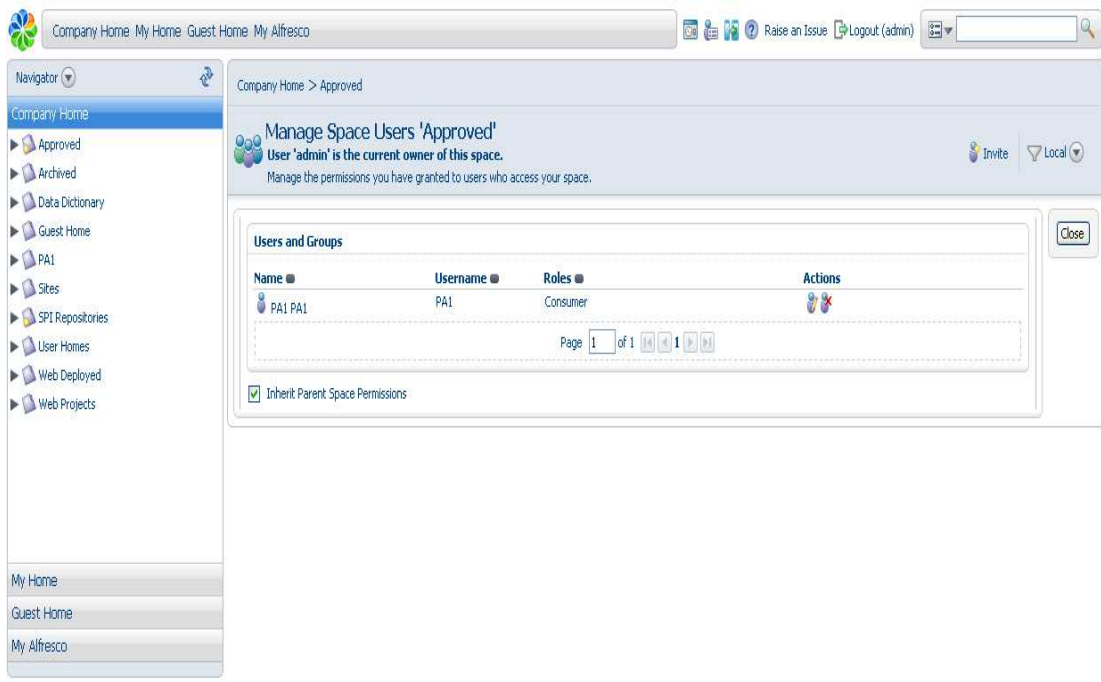 Company Home My Home Guest Home My Alfresco
Raise an Issue Logout (admin)
Navigator
Company Home
Approved
Archived
Data Dictionary
Guest Home
PA1
Sites
SPI Repositories
User Homes
Web Deployed
Web Projects
My Home
Guest Home
My Alfresco
Company Home > Approved
Manage Space Users 'Approved'
User 'admin' is the current owner of this space.
Manage the permissions you have granted to users who access your space.
Invite
Local
Close
Users and Groups
Name Username Roles Actions
PA1 PA1 PA1 Consumer
Page 1 of 1 1
Inherit Parent Space Permissions